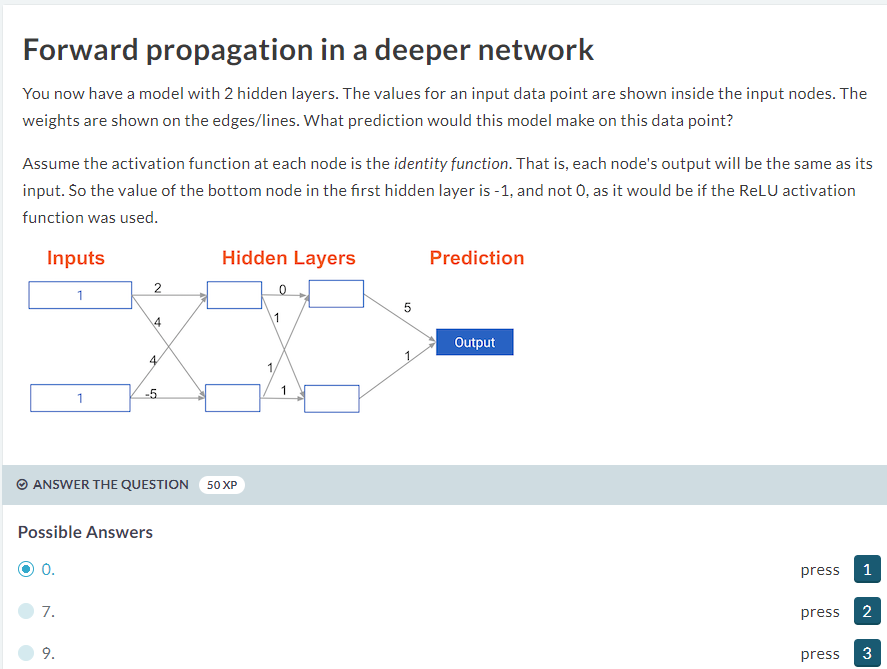 Forward propagation in a deeper network
You now have a model with 2 hidden layers. The values for an input data point are shown inside the input nodes. The
weights are shown on the edges/lines. What prediction would this model make on this data point?
Assume the activation function at each node is the identity function. That is, each node's output will be the same as its
input. So the value of the bottom node in the first hidden layer is -1, and not 0, as it would be if the ReLU activation
function was used.
Inputs Hidden Layers Prediction
1 2 0
4 1 5
Output
4 1 1
1 -5 1
ANSWER THE QUESTION 50 XP
Possible Answers
0. press 1
7. press 2
9. press 3